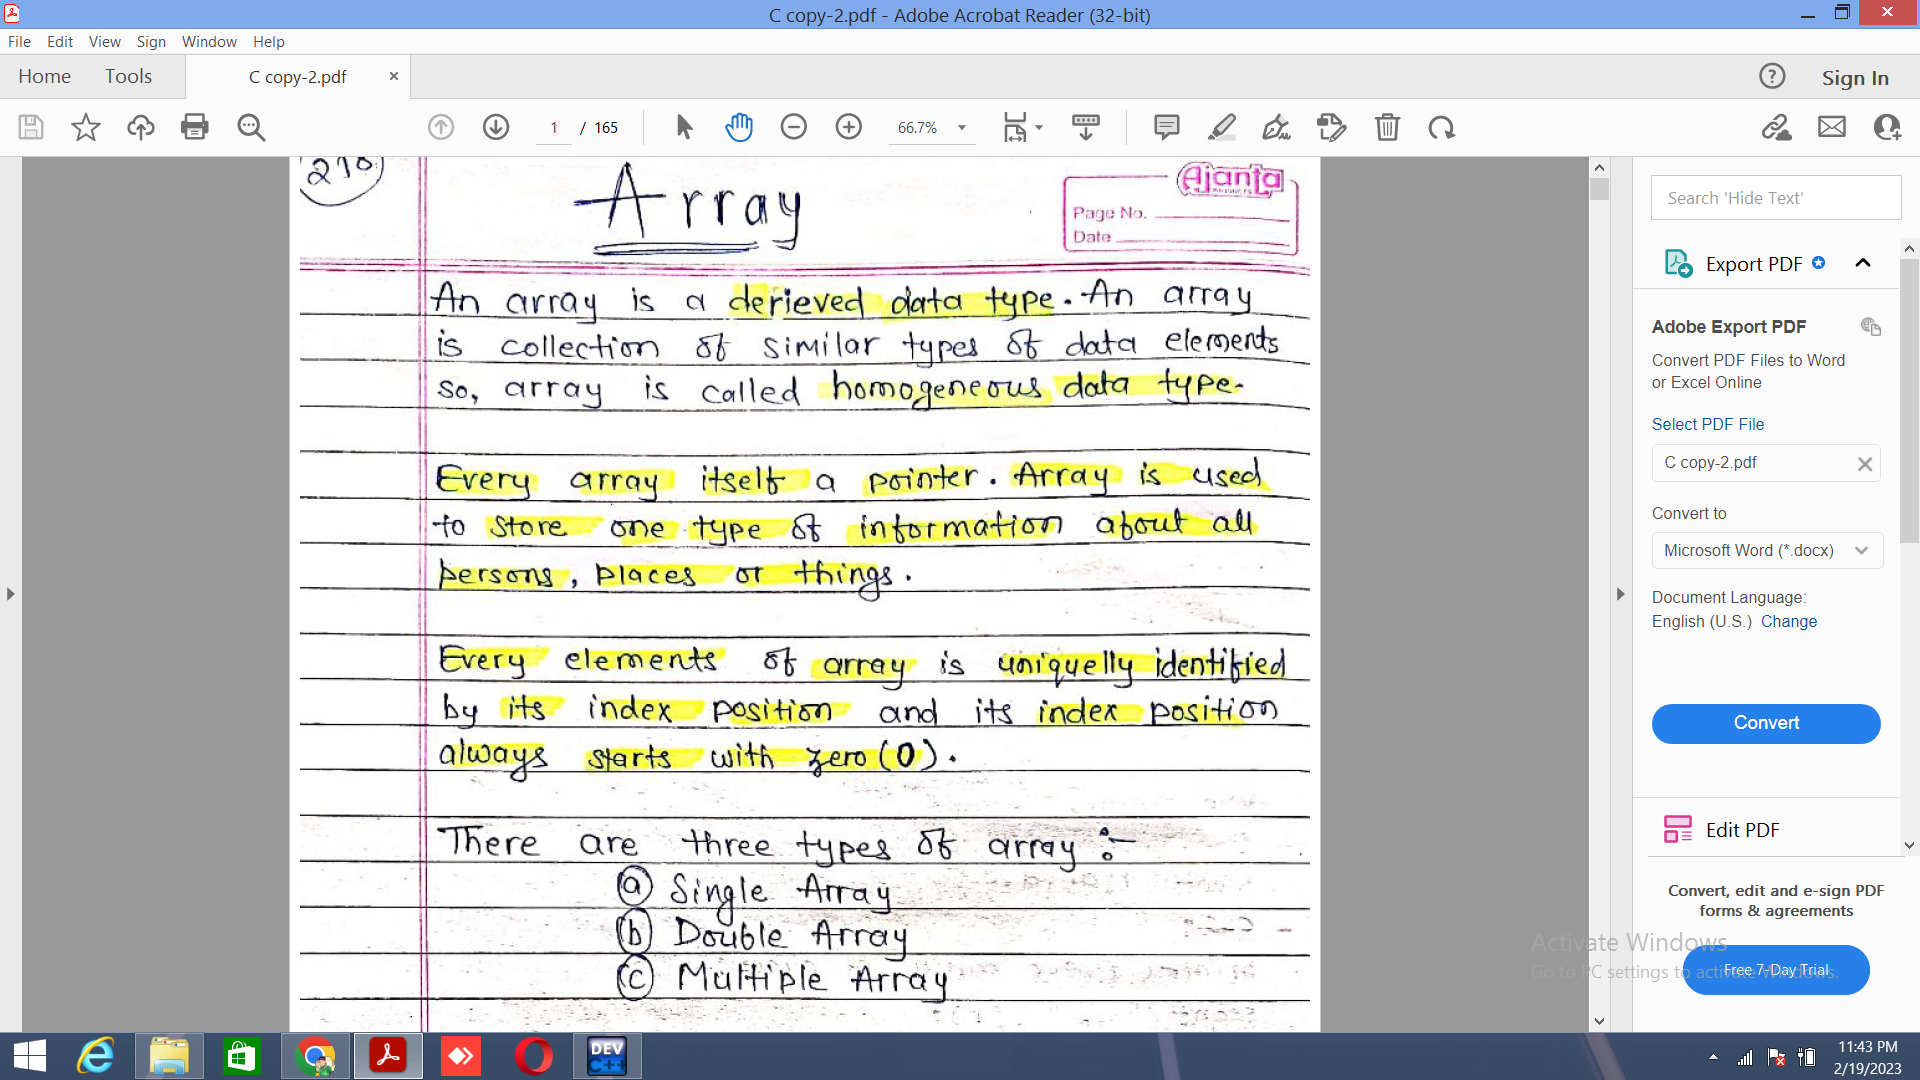 C copy-2.pdf - Adobe Acrobat Reader (32-bit)
File Edit View Sign Window Help
Home Tools C copy-2.pdf × Sign In
1 / 165 66.7%
Array
Ajanta
Page No.
Date
An array is a derieved data type. An array
is collection of similar types of data elements
so, array is called homogeneous data type.
Every array itself a pointer. Array is used
to store one type of information about all
persons, places or things.
Every elements of array is uniquelly identified
by its index position and its index position
always starts with zero (0).
There are three types of array :-
(a) Single Array
(b) Double Array
(c) Multiple Array
Search 'Hide Text'
Export PDF
Adobe Export PDF
Convert PDF Files to Word
or Excel Online
Select PDF File
C copy-2.pdf
Convert to
Microsoft Word (*.docx)
Document Language:
English (U.S.) Change
Convert
Edit PDF
Convert, edit and e-sign PDF
forms & agreements
Activate Windows
Go to PC settings to activate Windows.
Free 7-Day Trial
DEV
C++
11:43 PM
2/19/2023